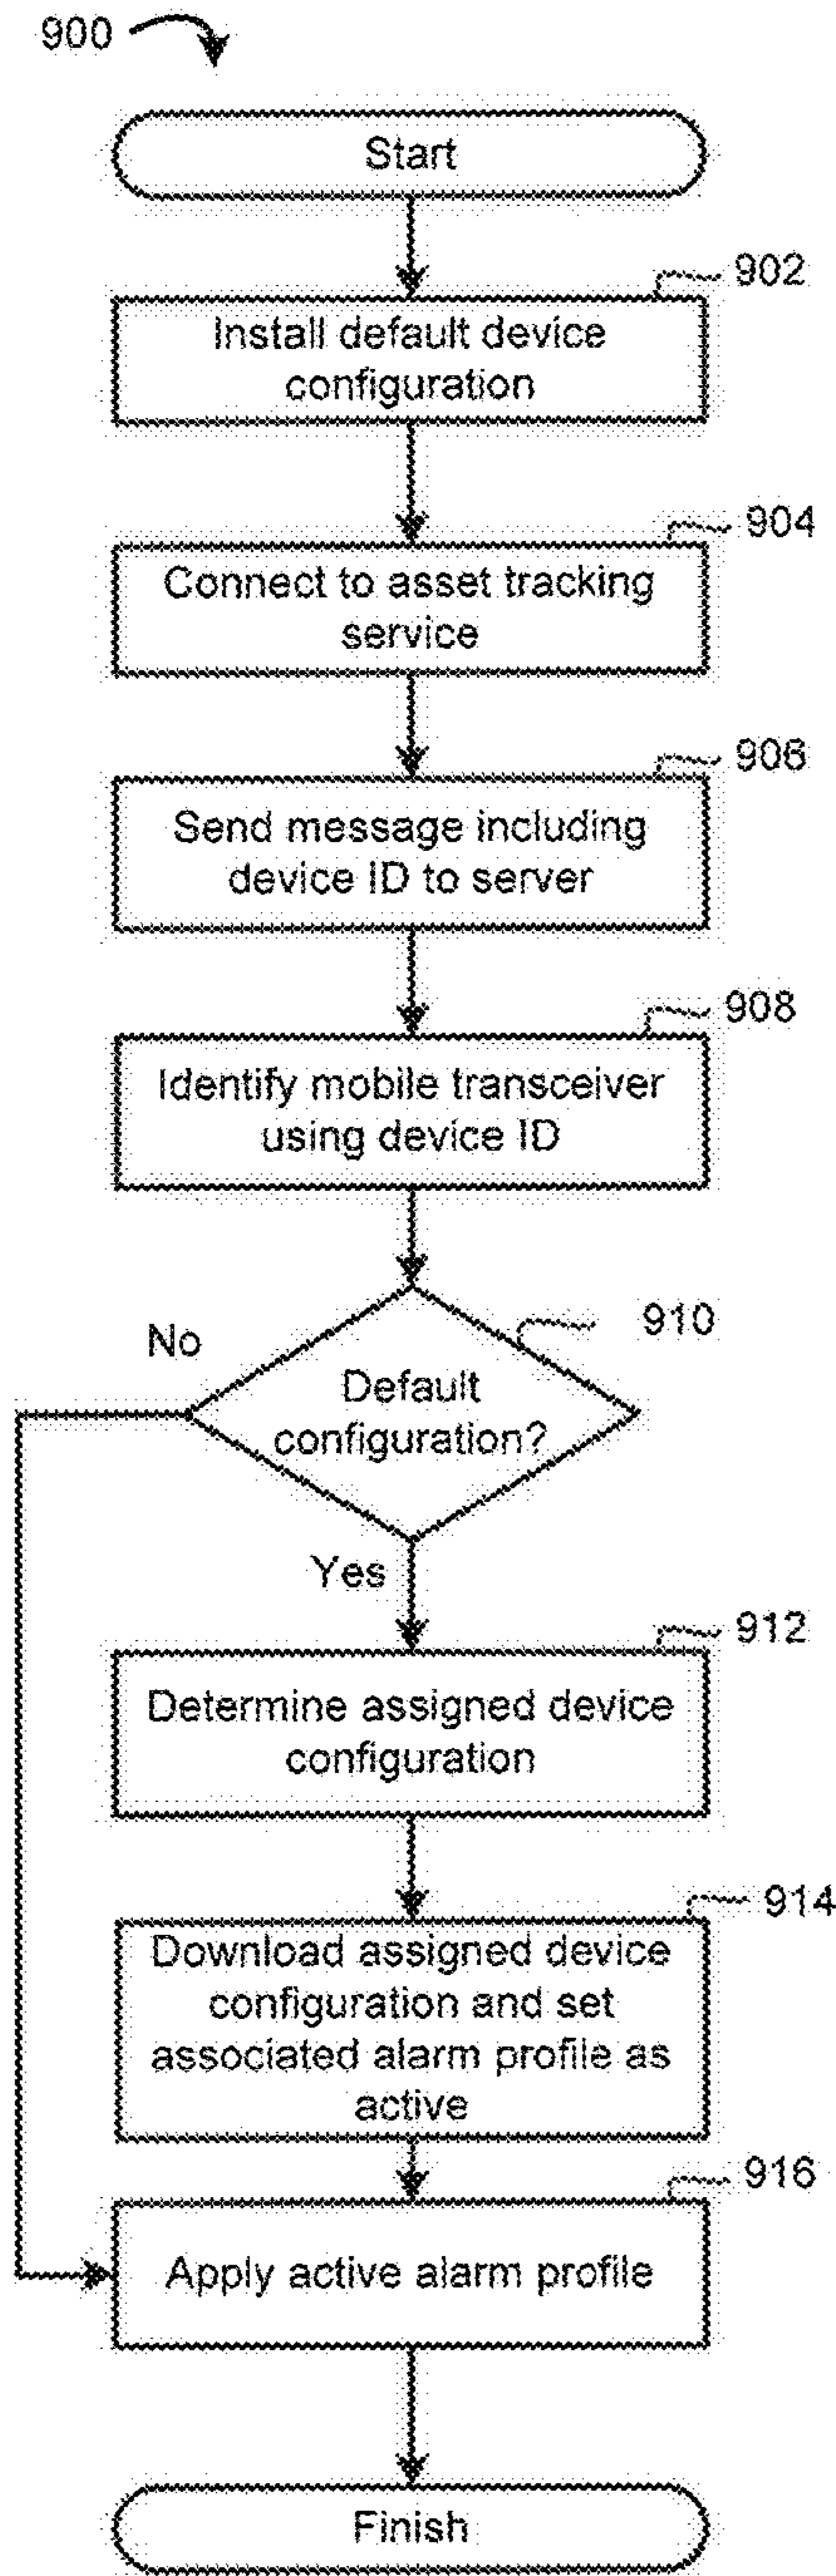 900
Start
902
Install default device
configuration
904
Connect to asset tracking
service
906
Send message including
device ID to server
908
Identify mobile transceiver
using device ID
910
No
Default
configuration?
Yes
912
Determine assigned device
configuration
914
Download assigned device
configuration and set
associated alarm profile as
active
916
Apply active alarm profile
Finish